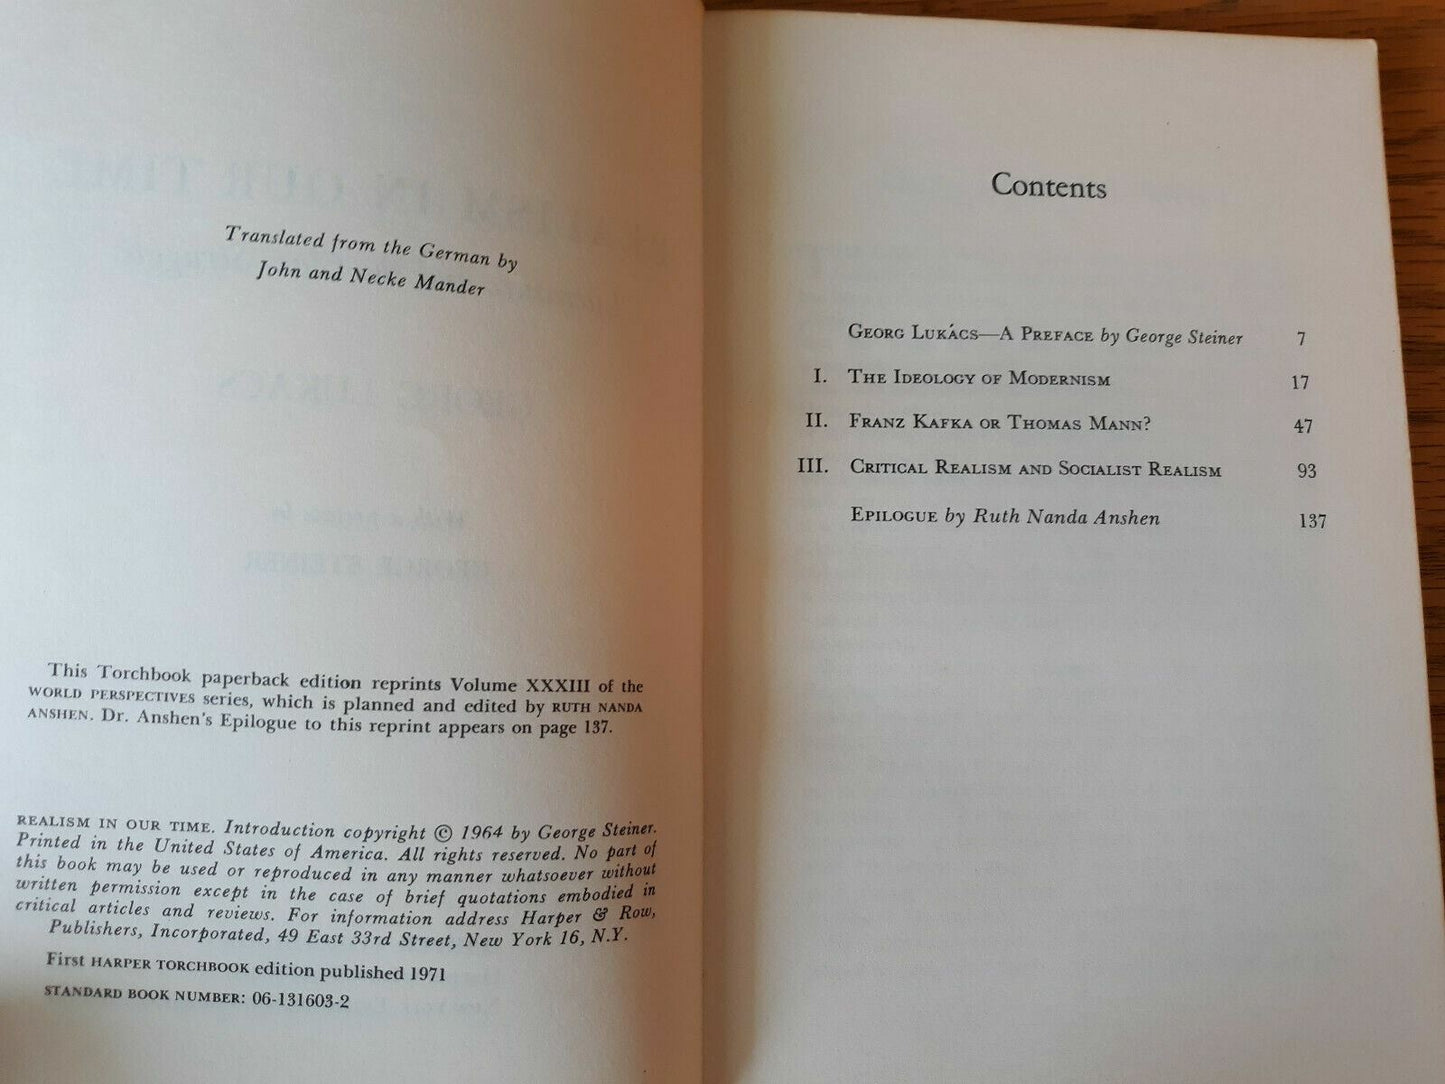 Translated from the German by
John and Necke Mander
This Torchbook paperback edition reprints Volume XXXIII of the
WORLD PERSPECTIVES series, which is planned and edited by RUTH NANDA
ANSHEN. Dr. Anshen's Epilogue to this reprint appears on page 137.
REALISM IN OUR TIME. Introduction copyright © 1964 by George Steiner.
Printed in the United States of America. All rights reserved. No part of
this book may be used or reproduced in any manner whatsoever without
written permission except in the case of brief quotations embodied in
critical articles and reviews. For information address Harper & Row,
Publishers, Incorporated, 49 East 33rd Street, New York 16, N.Y.
First HARPER TORCHBOOK edition published 1971
STANDARD BOOK NUMBER: 06-131603-2
Contents
GEORG LUKÁCS—A PREFACE by George Steiner 7
I. THE IDEOLOGY OF MODERNISM 17
II. FRANZ KAFKA OR THOMAS MANN? 47
III. CRITICAL REALISM AND SOCIALIST REALISM 93
EPILOGUE by Ruth Nanda Anshen 137